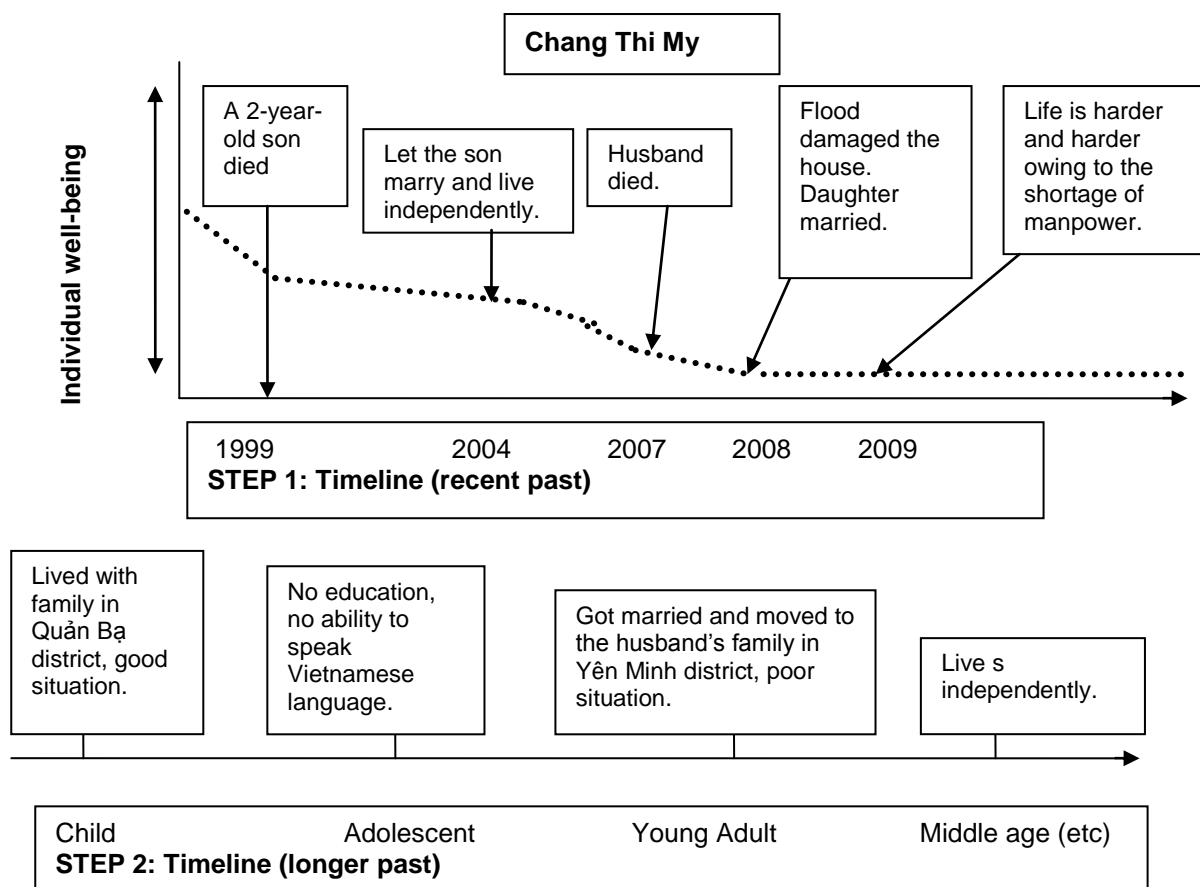 Chang Thi My
Individual well-being
A 2-year-
old son
died
Let the son
marry and live
independently.
Husband
died.
Flood
damaged the
house.
Daughter
married.
Life is harder
and harder
owing to the
shortage of
manpower.
1999 2004 2007 2008 2009
STEP 1: Timeline (recent past)
Lived with
family in
Quản Bạ
district, good
situation.
No education,
no ability to
speak
Vietnamese
language.
Got married and moved to
the husband's family in
Yên Minh district, poor
situation.
Live s
independently.
Child Adolescent Young Adult Middle age (etc)
STEP 2: Timeline (longer past)